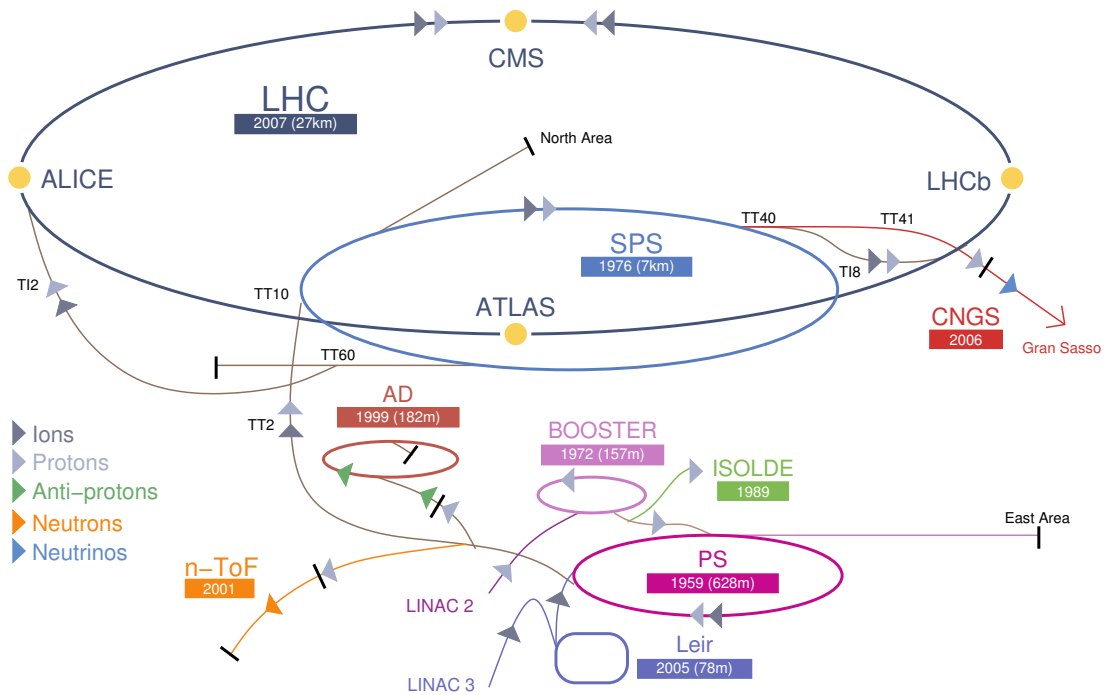 CMS
LHC
2007 (27km)
North Area
ALICE
LHCb
TT40
TT41
SPS
1976 (7km)
TI8
TI2
TT10
ATLAS
CNGS
2006
Gran Sasso
TT60
AD
1999 (182m)
TT2
BOOSTER
1972 (157m)
ISOLDE
1989
Ions
Protons
Anti−protons
Neutrons
Neutrinos
East Area
n−ToF
2001
PS
1959 (628m)
LINAC 2
Leir
2005 (78m)
LINAC 3